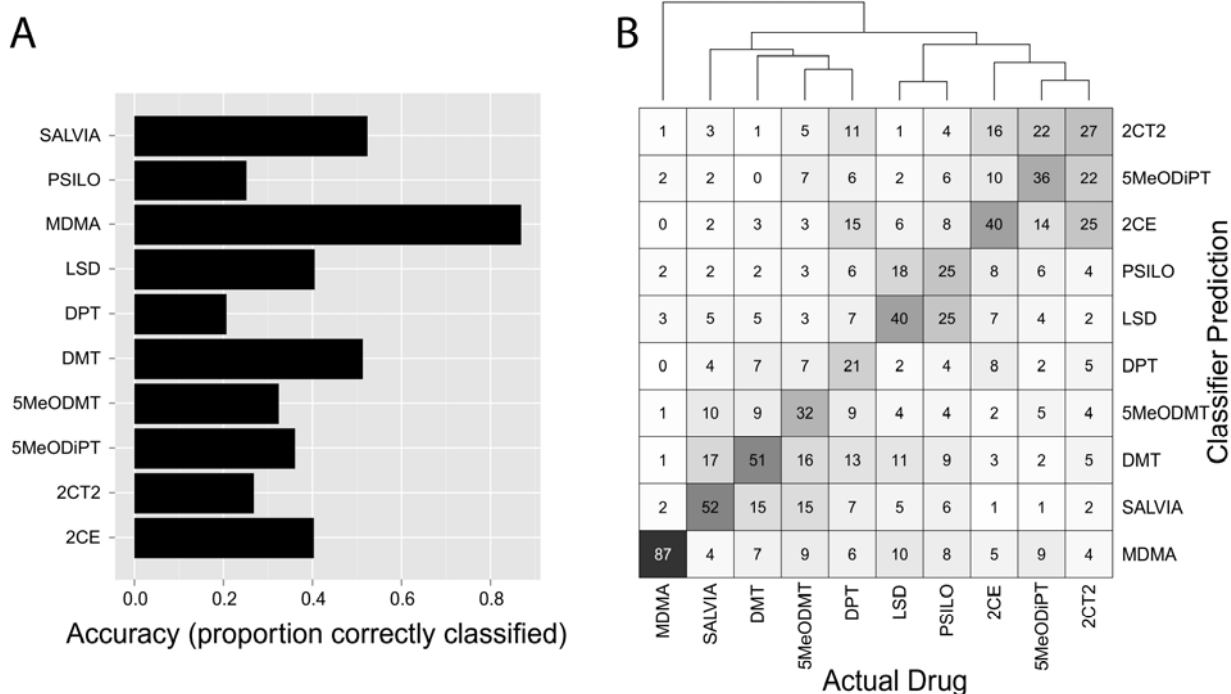 A
SALVIA
PSILO
MDMA
LSD
DPT
DMT
5MeODMT
5MeODiPT
2CT2
2CE
0.0 0.2 0.4 0.6 0.8
Accuracy (proportion correctly classified)
B
1 3 1 5 11 1 4 16 22 27 2CT2
2 2 0 7 6 2 6 10 36 22 5MeODiPT
0 2 3 3 15 6 8 40 14 25 2CE
2 2 2 3 6 18 25 8 6 4 PSILO
3 5 5 3 7 40 25 7 4 2 LSD
0 4 7 7 21 2 4 8 2 5 DPT
1 10 9 32 9 4 4 2 5 4 5MeODMT
1 17 51 16 13 11 9 3 2 5 DMT
2 52 15 15 7 5 6 1 1 2 SALVIA
87 4 7 9 6 10 8 5 9 4 MDMA
MDMA SALVIA DMT 5MeODMT DPT LSD PSILO 2CE 5MeODiPT 2CT2
Actual Drug
Classifier Prediction